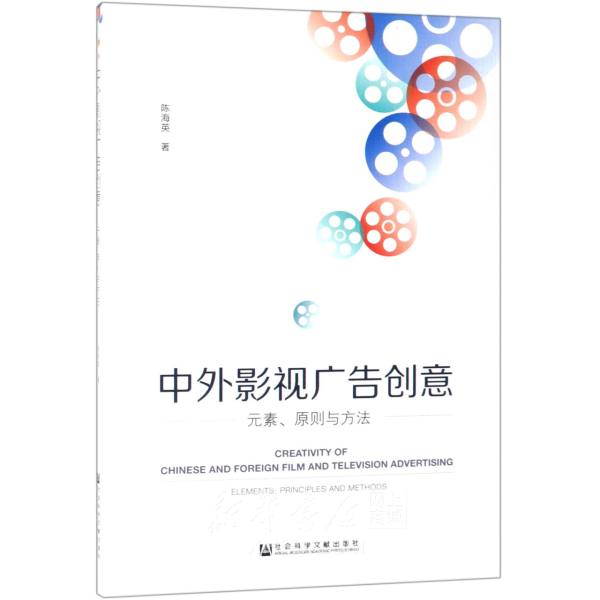 陈海英 著
中外影视广告创意
元素、原则与方法
CREATIVITY OF
CHINESE AND FOREIGN FILM AND TELEVISION ADVERTISING
ELEMENTS, PRINCIPLES AND METHODS
社会科学文献出版社